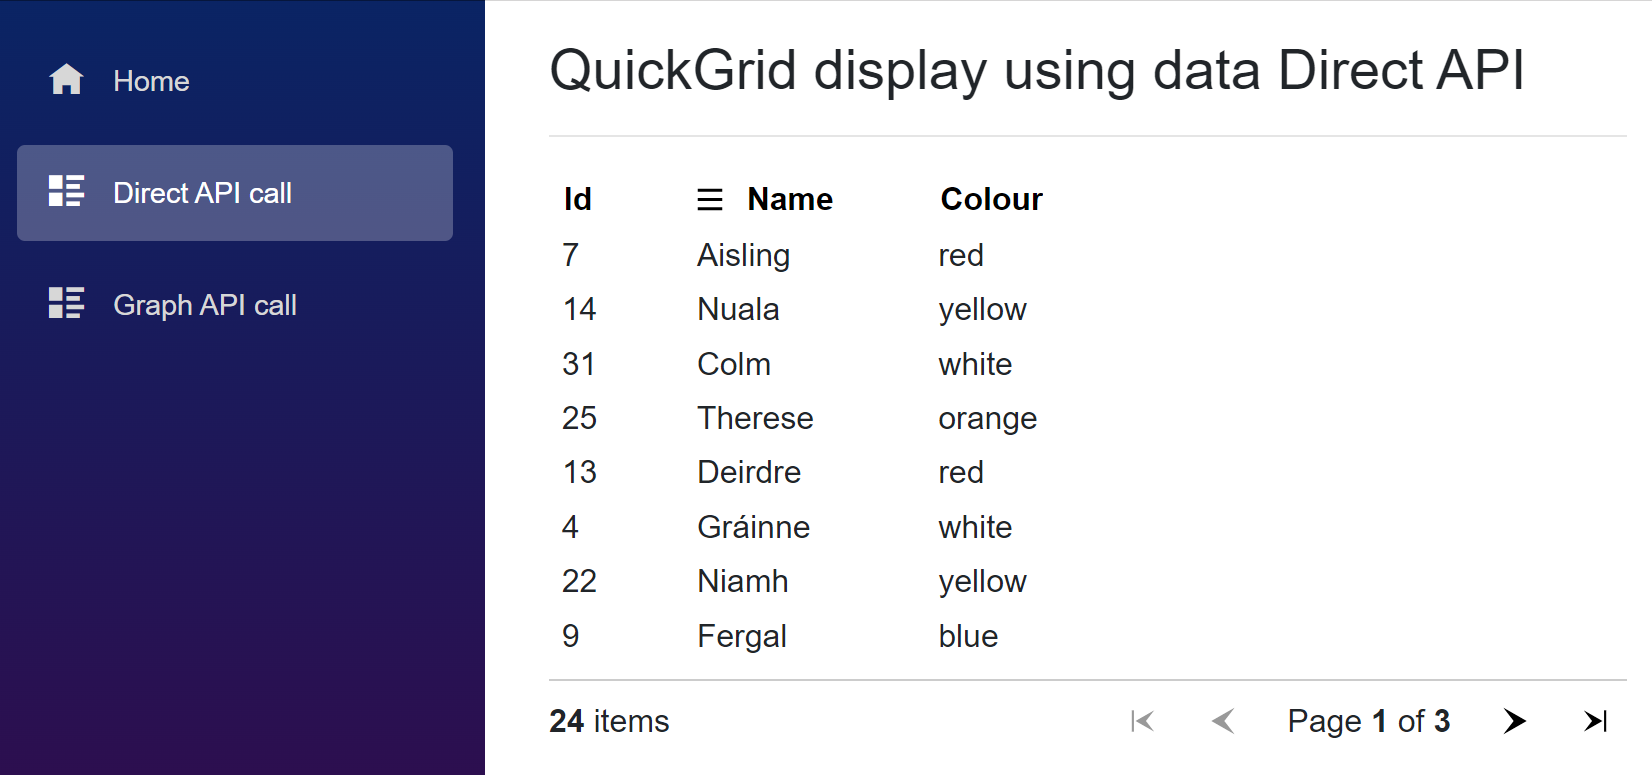 Home
Direct API call
Graph API call
QuickGrid display using data Direct API
Id Name Colour
7 Aisling red
14 Nuala yellow
31 Colm white
25 Therese orange
13 Deirdre red
4 Gráinne white
22 Niamh yellow
9 Fergal blue
24 items Page 1 of 3